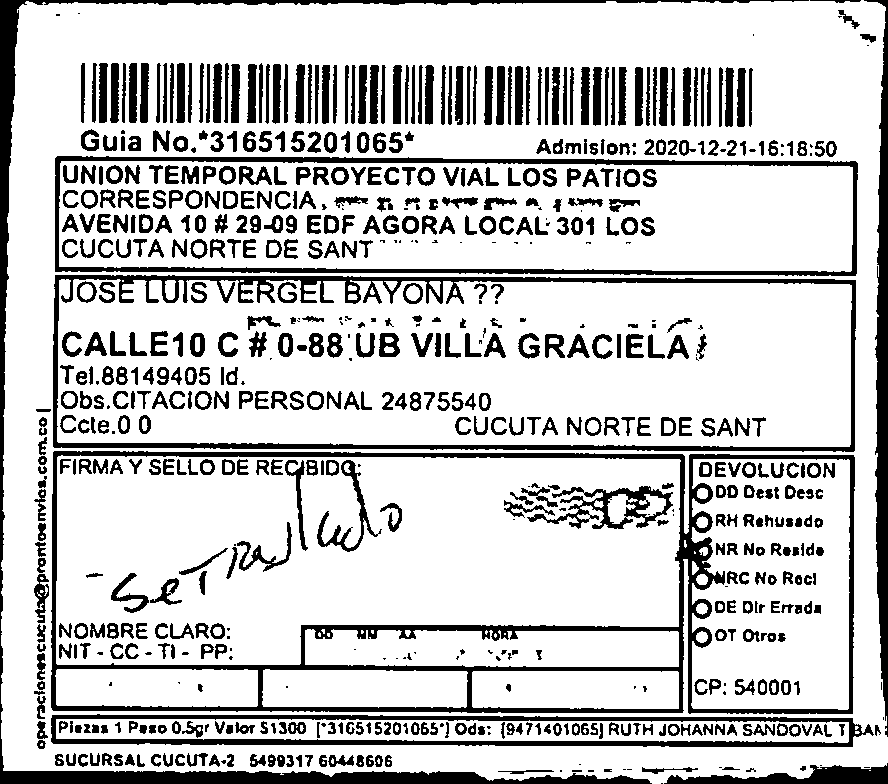 Guia No.*316515201065*
Admision: 2020-12-21-16:18:50
UNION TEMPORAL PROYECTO VIAL LOS PATIOS
CORRESPONDENCIA.
AVENIDA 10 # 29-09 EDF AGORA LOCAL 301 LOS
CUCUTA NORTE DE SANT
JOSE LUIS VERGEL BAYONA ??
CALLE10 C # 0-88 UB VILLA GRACIELA
Tel.88149405 Id.
Obs.CITACION PERSONAL 24875540
Ccte.0 0 CUCUTA NORTE DE SANT
operacionescucuta@prontoenvios.com.co |
FIRMA Y SELLO DE RECIBIDO:
- Se Trasladado
NOMBRE CLARO:
NIT - CC - TI - PP:
DD MM AA HORA
DEVOLUCION
DD Dest Desc
RH Rehusado
NR No Reside
NRC No Recl
DE Dir Errada
OT Otros
CP: 540001
Piezas 1 Peso 0.5gr Valor $1300 [*316515201065*] Ods: [9471401065] RUTH JOHANNA SANDOVAL TIBAM
SUCURSAL CUCUTA-2 5499317 60448606